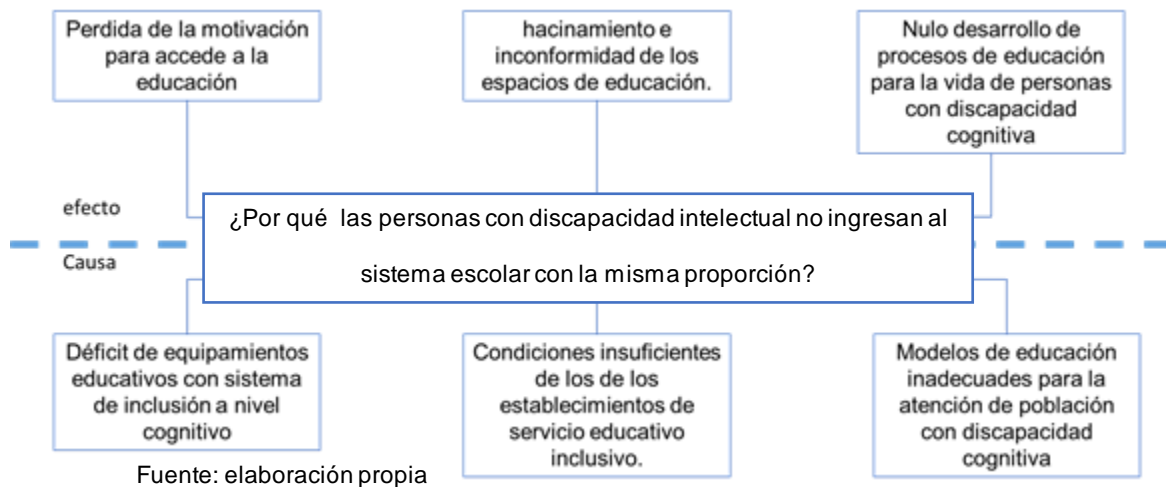 Perdida de la motivación
para accede a la
educación
hacinamiento e
inconformidad de los
espacios de educación.
Nulo desarrollo de
procesos de educación
para la vida de personas
con discapacidad
cognitiva
efecto
¿Por qué las personas con discapacidad intelectual no ingresan al
sistema escolar con la misma proporción?
Causa
Déficit de equipamientos
educativos con sistema
de inclusión a nivel
cognitivo
Condiciones insuficientes
de los de los
establecimientos de
servicio educativo
inclusivo.
Modelos de educación
inadecuades para la
atención de población
con discapacidad
cognitiva
Fuente: elaboración propia